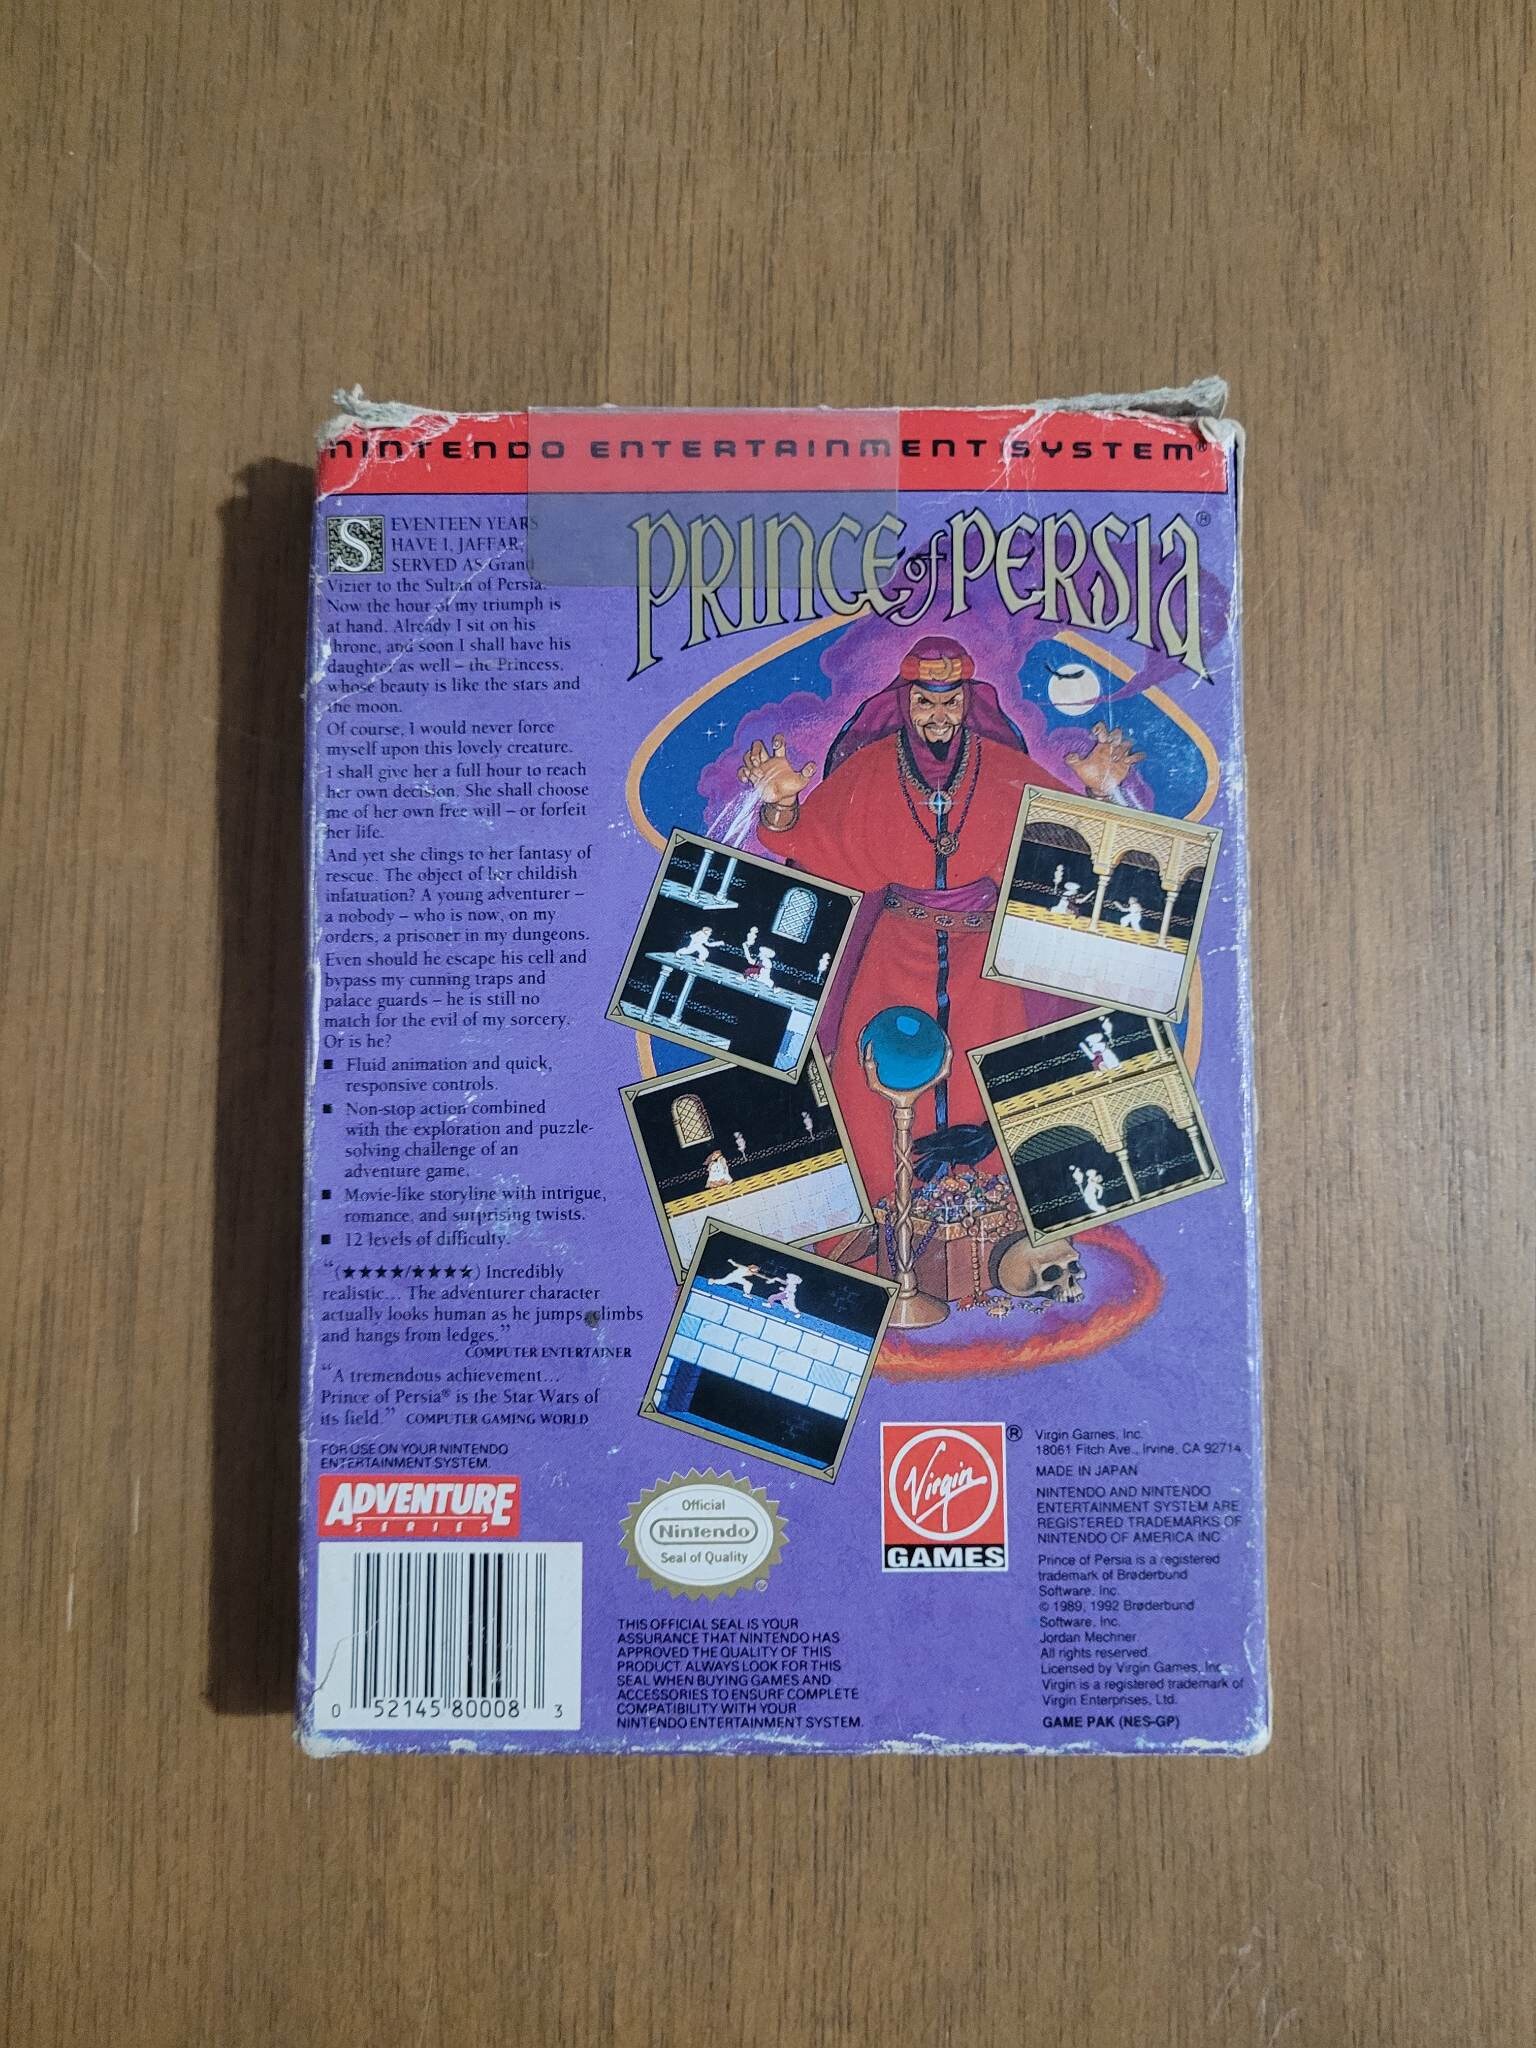 NINTENDO ENTERTAINMENT SYSTEM®
PRINCE of PERSIA®
SEVENTEEN YEARS
HAVE I, JAFFAR,
SERVED AS Grand
Vizier to the Sultan of Persia.
Now the hour of my triumph is
at hand. Already I sit on his
throne, and soon I shall have his
daughter as well – the Princess,
whose beauty is like the stars and
the moon.
Of course, I would never force
myself upon this lovely creature.
I shall give her a full hour to reach
her own decision. She shall choose
me of her own free will – or forfeit
her life.
And yet she clings to her fantasy of
rescue. The object of her childish
infatuation? A young adventurer –
a nobody – who is now, on my
orders, a prisoner in my dungeons.
Even should he escape his cell and
bypass my cunning traps and
palace guards – he is still no
match for the evil of my sorcery.
Or is he?
■ Fluid animation and quick,
responsive controls.
■ Non-stop action combined
with the exploration and puzzle-
solving challenge of an
adventure game.
■ Movie-like storyline with intrigue,
romance, and surprising twists.
■ 12 levels of difficulty.
“(★★★★/★★★★) Incredibly
realistic... The adventurer character
actually looks human as he jumps, climbs
and hangs from ledges.”
COMPUTER ENTERTAINER
“A tremendous achievement...
Prince of Persia® is the Star Wars of
its field.” COMPUTER GAMING WORLD
FOR USE ON YOUR NINTENDO
ENTERTAINMENT SYSTEM.
ADVENTURE
SERIES
0 52145 80008 3
Official
Nintendo
Seal of Quality
®
THIS OFFICIAL SEAL IS YOUR
ASSURANCE THAT NINTENDO HAS
APPROVED THE QUALITY OF THIS
PRODUCT. ALWAYS LOOK FOR THIS
SEAL WHEN BUYING GAMES AND
ACCESSORIES TO ENSURE COMPLETE
COMPATIBILITY WITH YOUR
NINTENDO ENTERTAINMENT SYSTEM.
Virgin ®
GAMES
Virgin Games, Inc.
18061 Fitch Ave., Irvine, CA 92714
MADE IN JAPAN
NINTENDO AND NINTENDO
ENTERTAINMENT SYSTEM ARE
REGISTERED TRADEMARKS OF
NINTENDO OF AMERICA INC.
Prince of Persia is a registered
trademark of Brøderbund
Software, Inc.
© 1989, 1992 Brøderbund
Software, Inc.
Jordan Mechner.
All rights reserved.
Licensed by Virgin Games, Inc.
Virgin is a registered trademark of
Virgin Enterprises, Ltd.
GAME PAK (NES-GP)